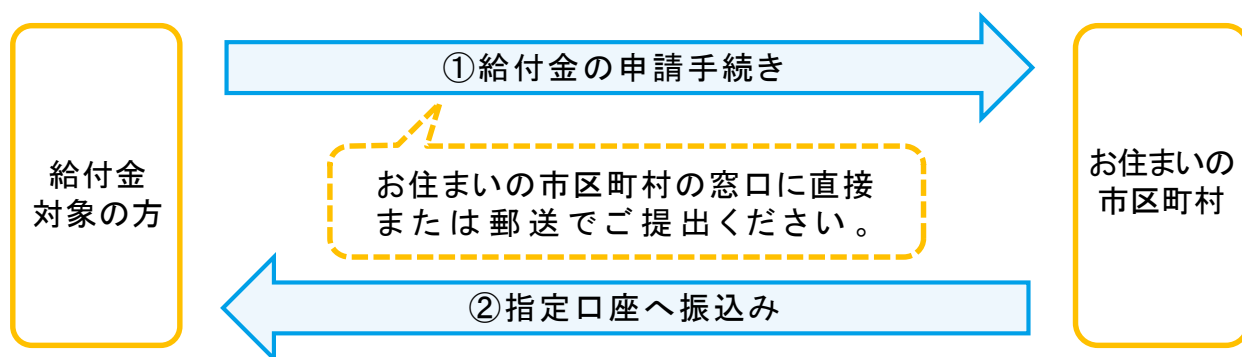 ①給付金の申請手続き
給付金
対象の方
お住まいの市区町村の窓口に直接
または郵送でご提出ください。
お住まいの
市区町村
②指定口座へ振込み